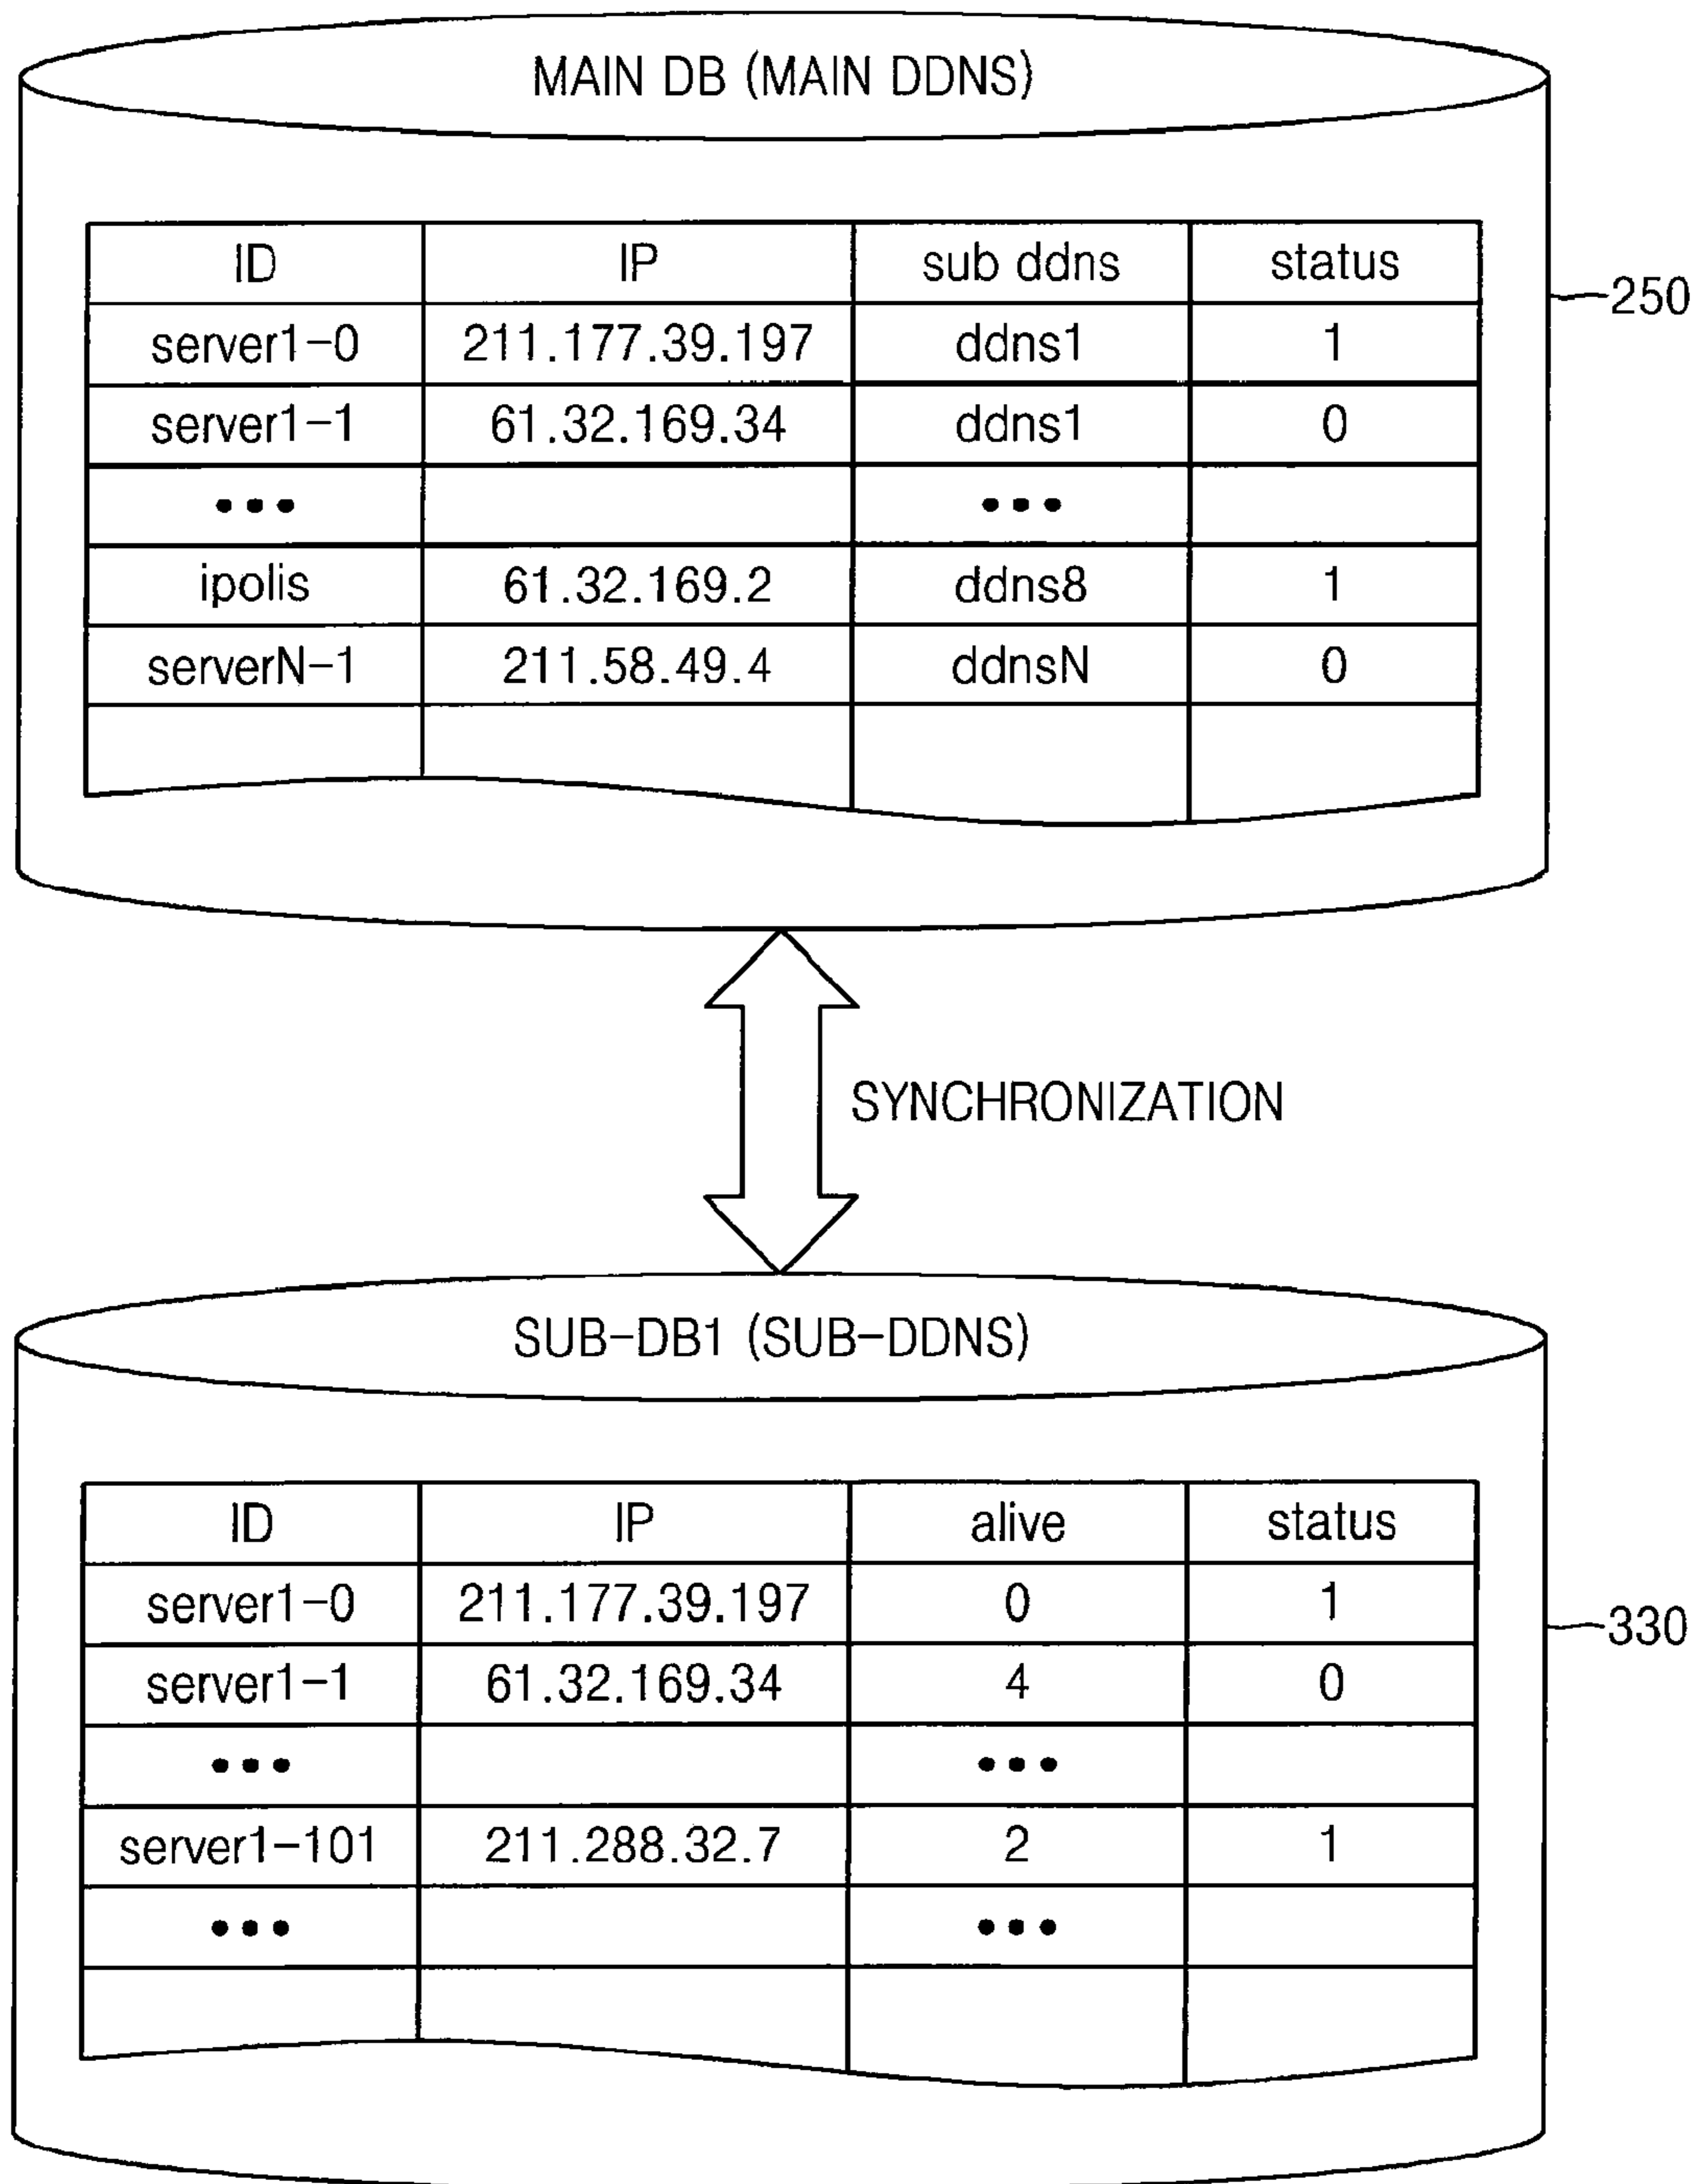 MAIN DB (MAIN DDNS)
ID IP sub ddns status
250
server1-0 211.177.39.197 ddns1 1
server1-1 61.32.169.34 ddns1 0
••• •••
ipolis 61.32.169.2 ddns8 1
serverN-1 211.58.49.4 ddnsN 0
SYNCHRONIZATION
SUB-DB1 (SUB-DDNS)
ID IP alive status
server1-0 211.177.39.197 0 1
330
server1-1 61.32.169.34 4 0
••• •••
server1-101 211.288.32.7 2 1
••• •••